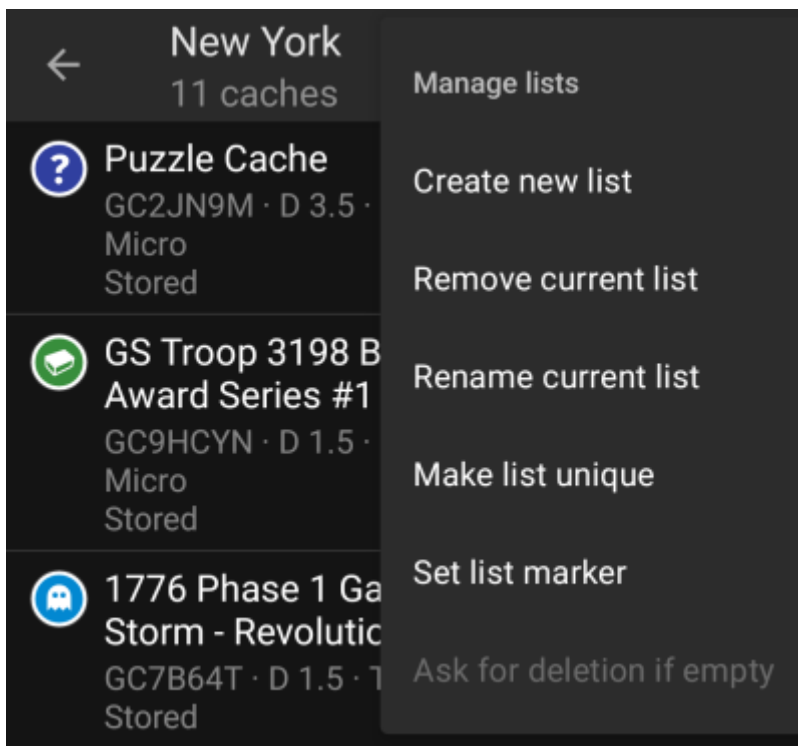 New York
11 caches
Puzzle Cache
GC2JN9M · D 3.5 ·
Micro
Stored
GS Troop 3198 B
Award Series #1
GC9HCYN · D 1.5 ·
Micro
Stored
1776 Phase 1 Ga
Storm - Revolutio
GC7B64T · D 1.5 · T
Stored
Manage lists
Create new list
Remove current list
Rename current list
Make list unique
Set list marker
Ask for deletion if empty